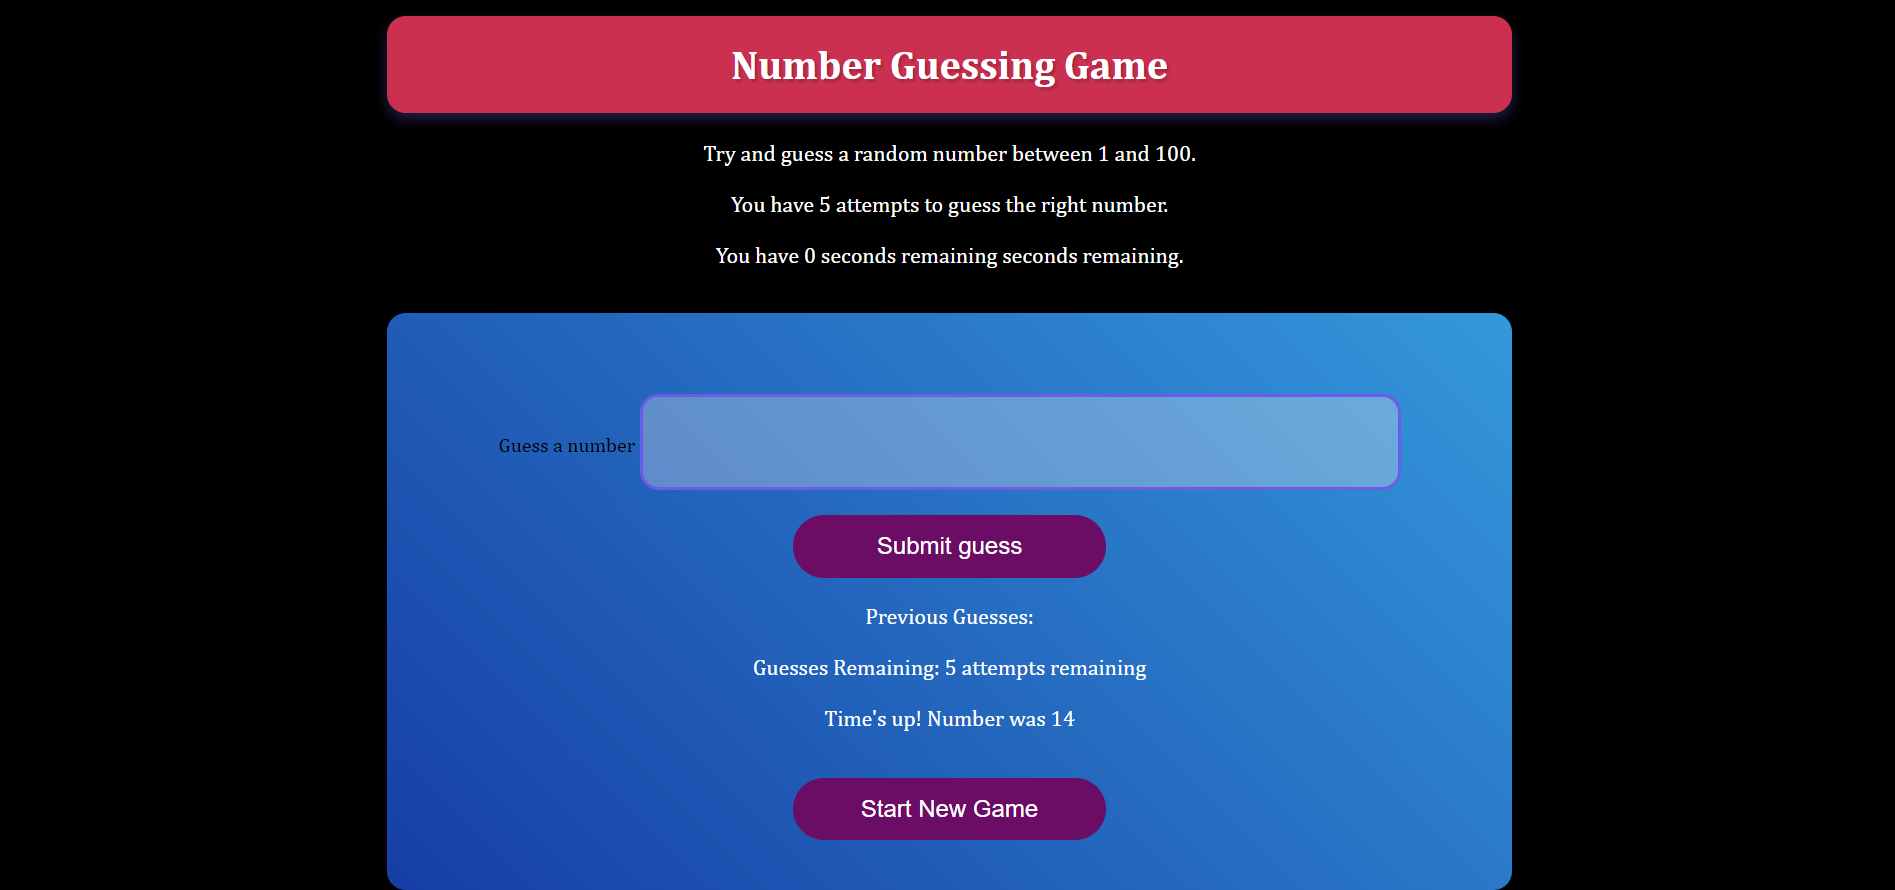 Number Guessing Game
Try and guess a random number between 1 and 100.
You have 5 attempts to guess the right number.
You have 0 seconds remaining seconds remaining.
Guess a number
Submit guess
Previous Guesses:
Guesses Remaining: 5 attempts remaining
Time's up! Number was 14
Start New Game